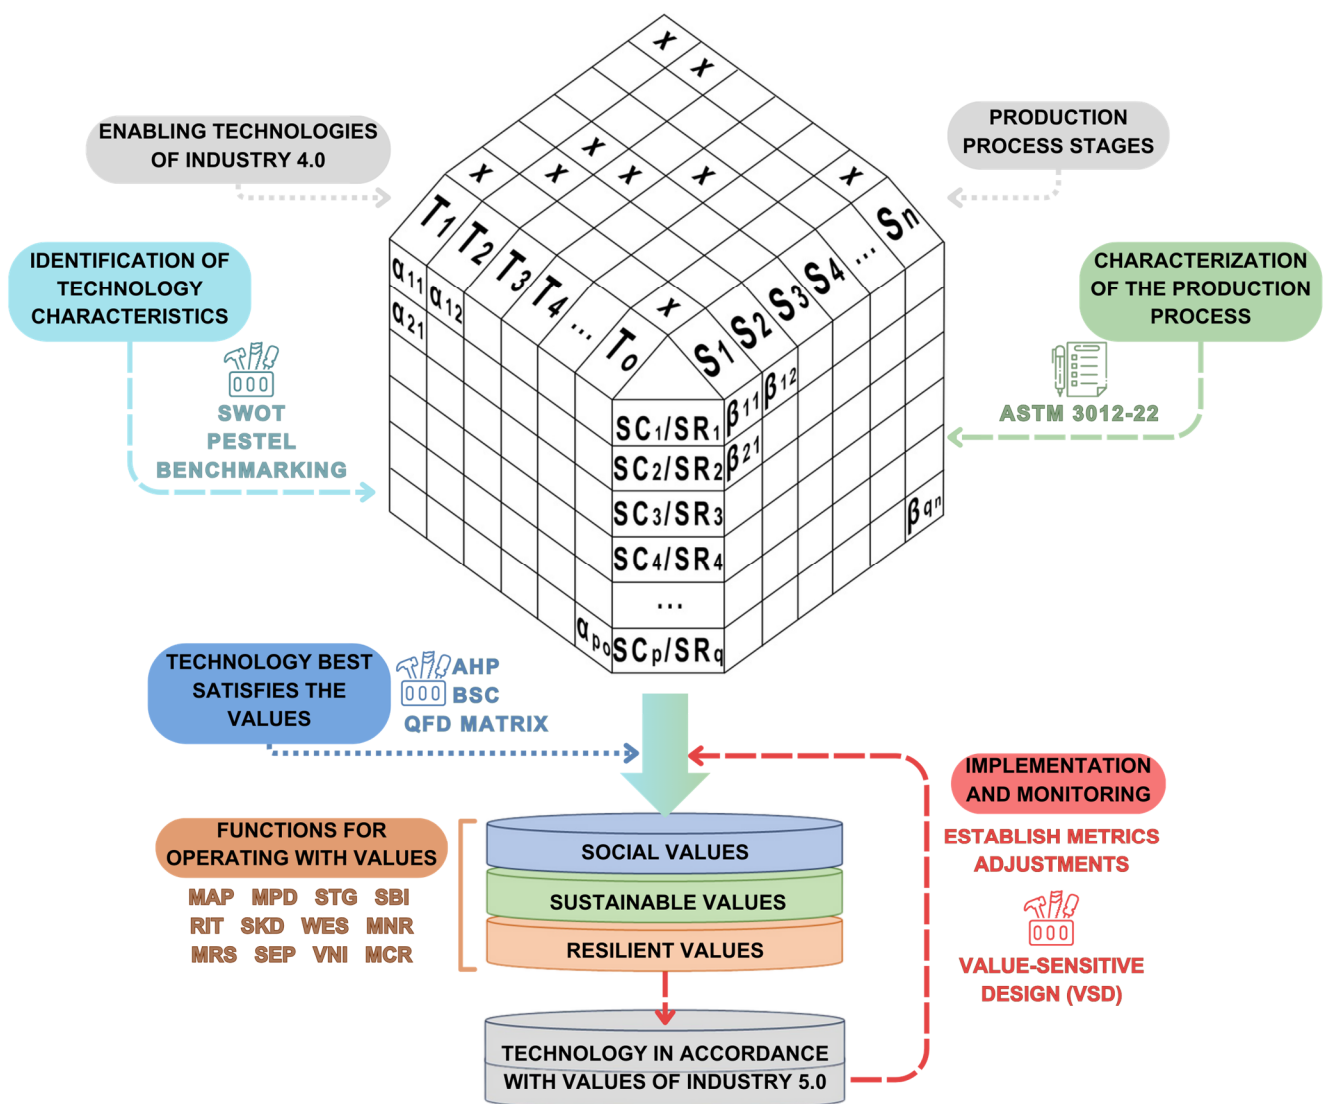 x
x
ENABLING TECHNOLOGIES
OF INDUSTRY 4.0
PRODUCTION
PROCESS STAGES
x
x x x x x
T1 T2 T3 T4 ... To
x
S1 S2 S3 S4 ... Sn
IDENTIFICATION OF
TECHNOLOGY
CHARACTERISTICS
α11 α12
α21
αpo
SWOT
PESTEL
BENCHMARKING
CHARACTERIZATION
OF THE PRODUCTION
PROCESS
ASTM 3012-22
β11 β12
β21
βqn
SC1/SR1
SC2/SR2
SC3/SR3
SC4/SR4
...
SCp/SRq
TECHNOLOGY BEST
SATISFIES THE
VALUES
AHP
BSC
QFD MATRIX
IMPLEMENTATION
AND MONITORING
ESTABLISH METRICS
ADJUSTMENTS
VALUE-SENSITIVE
DESIGN (VSD)
FUNCTIONS FOR
OPERATING WITH VALUES
MAP MPD STG SBI
RIT SKD WES MNR
MRS SEP VNI MCR
SOCIAL VALUES
SUSTAINABLE VALUES
RESILIENT VALUES
TECHNOLOGY IN ACCORDANCE
WITH VALUES OF INDUSTRY 5.0